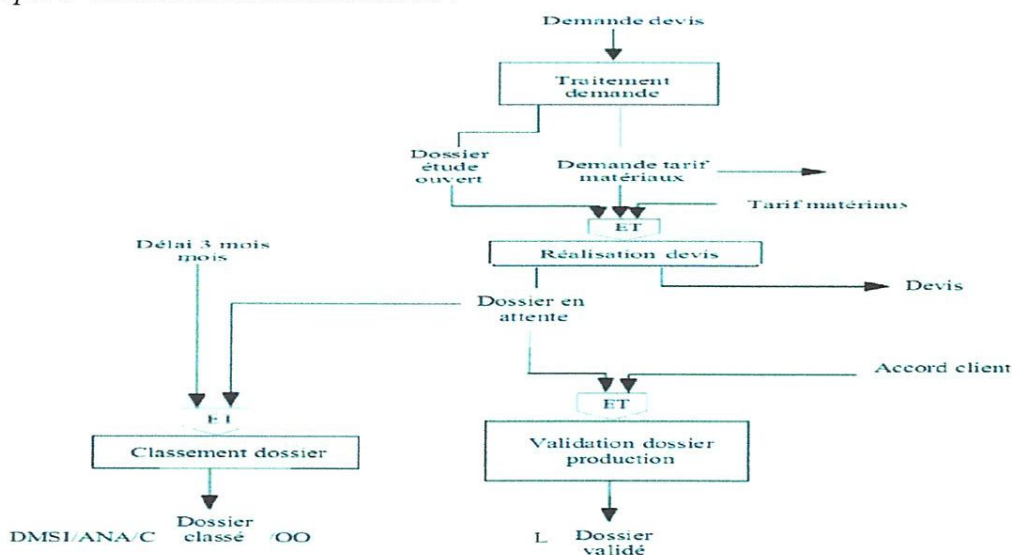 Demande devis
Traitement
demande
Dossier
étude
ouvert
Demande tarif
matériaux
Tarif matériaux
ET
Réalisation devis
Délai 3 mois
mois
Devis
Dossier en
attente
Accord client
ET
ET
Classement dossier
Validation dossier
production
DMSI/ANA/C Dossier
classé /OO
L Dossier
validé